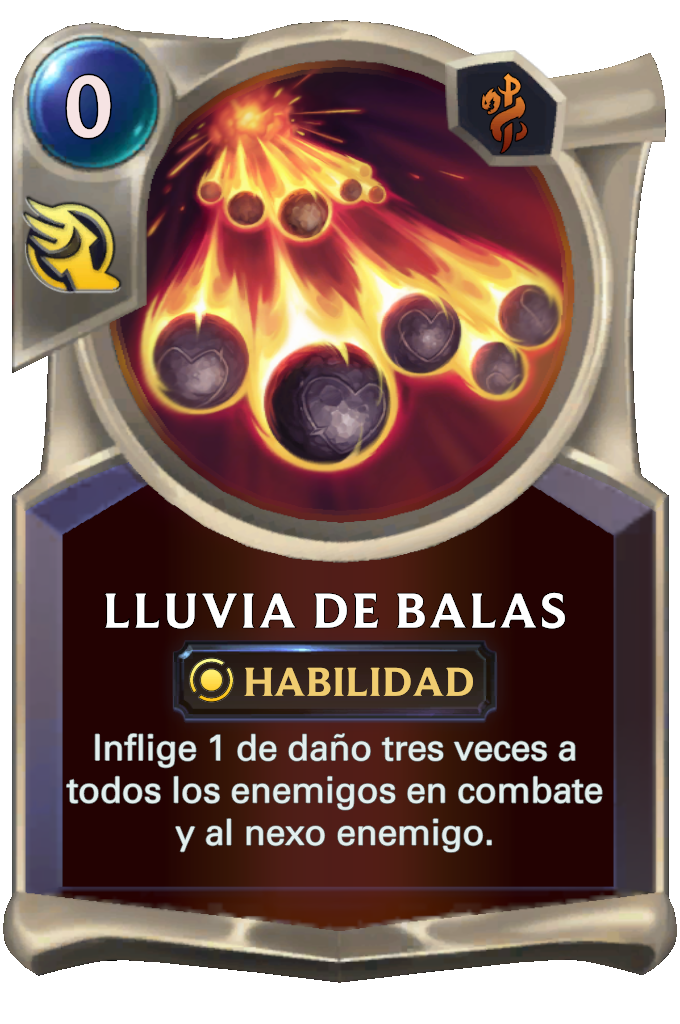 0
LLUVIA DE BALAS
HABILIDAD
Inflige 1 de daño tres veces a
todos los enemigos en combate
y al nexo enemigo.